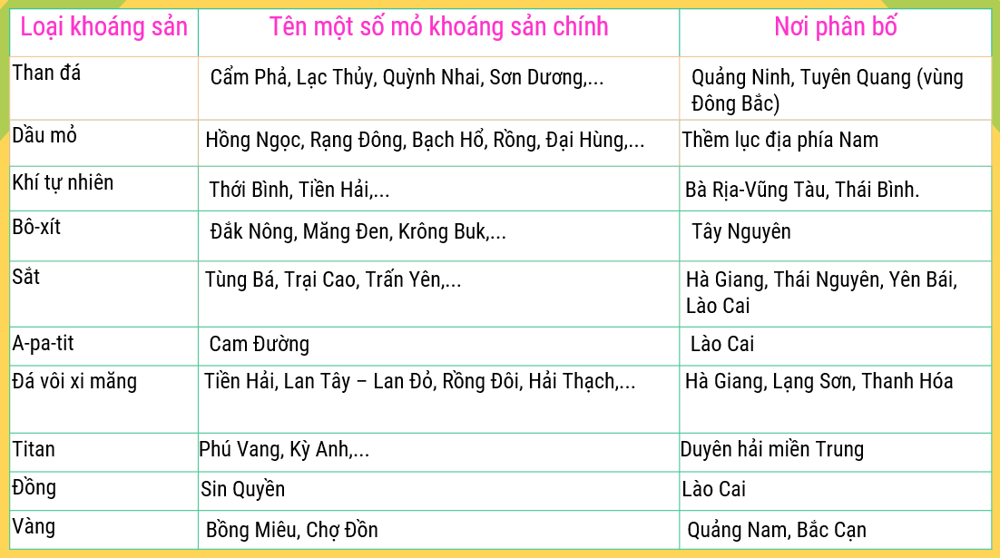 Loại khoáng sản
Tên một số mỏ khoáng sản chính
Nơi phân bố
Than đá
Cẩm Phả, Lạc Thủy, Quỳnh Nhai, Sơn Dương,...
Quảng Ninh, Tuyên Quang (vùng
Đông Bắc)
Dầu mỏ
Hồng Ngọc, Rạng Đông, Bạch Hổ, Rồng, Đại Hùng,...
Thềm lục địa phía Nam
Khí tự nhiên
Thới Bình, Tiền Hải,...
Bà Rịa-Vũng Tàu, Thái Bình.
Bô-xít
Đắk Nông, Măng Đen, Krông Buk,...
Tây Nguyên
Sắt
Tùng Bá, Trại Cao, Trấn Yên,...
Hà Giang, Thái Nguyên, Yên Bái,
Lào Cai
A-pa-tit
Cam Đường
Lào Cai
Đá vôi xi măng
Tiền Hải, Lan Tây – Lan Đỏ, Rồng Đôi, Hải Thạch,...
Hà Giang, Lạng Sơn, Thanh Hóa
Titan
Phú Vang, Kỳ Anh,...
Duyên hải miền Trung
Đồng
Sin Quyền
Lào Cai
Vàng
Bồng Miêu, Chợ Đồn
Quảng Nam, Bắc Cạn